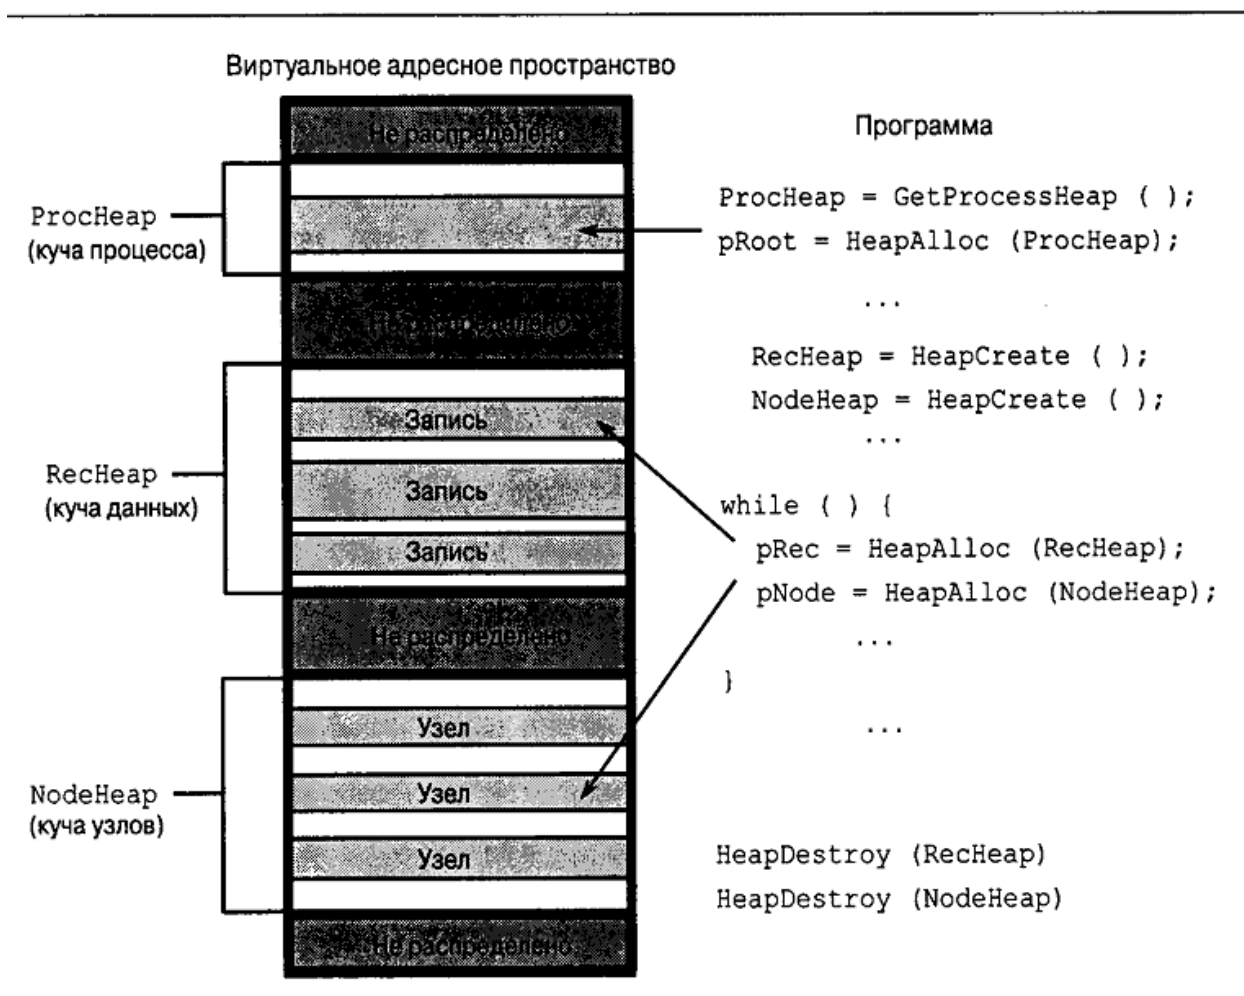 Виртуальное адресное пространство
Не распределено
ProcHeap
(куча процесса)
Не распределено
RecHeap
(куча данных)
Запись
Запись
Запись
Не распределено
NodeHeap
(куча узлов)
Узел
Узел
Узел
Не распределено
Программа
ProcHeap = GetProcessHeap ( );
pRoot = HeapAlloc (ProcHeap);
...
RecHeap = HeapCreate ( );
NodeHeap = HeapCreate ( );
...
while ( ) {
pRec = HeapAlloc (RecHeap);
pNode = HeapAlloc (NodeHeap);
...
}
...
HeapDestroy (RecHeap)
HeapDestroy (NodeHeap)